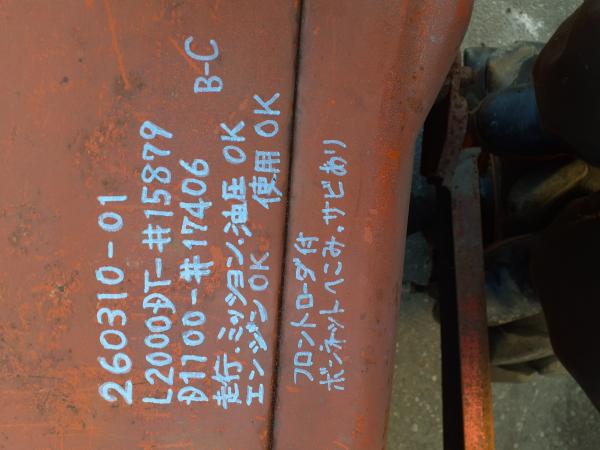 260310-01
L2000DT-#15879
D1100-#17406 B-C
走行・ミッション・油圧 OK
エンジン OK 使用 OK
フロントローダ付
ボンネットへこみ、サビあり